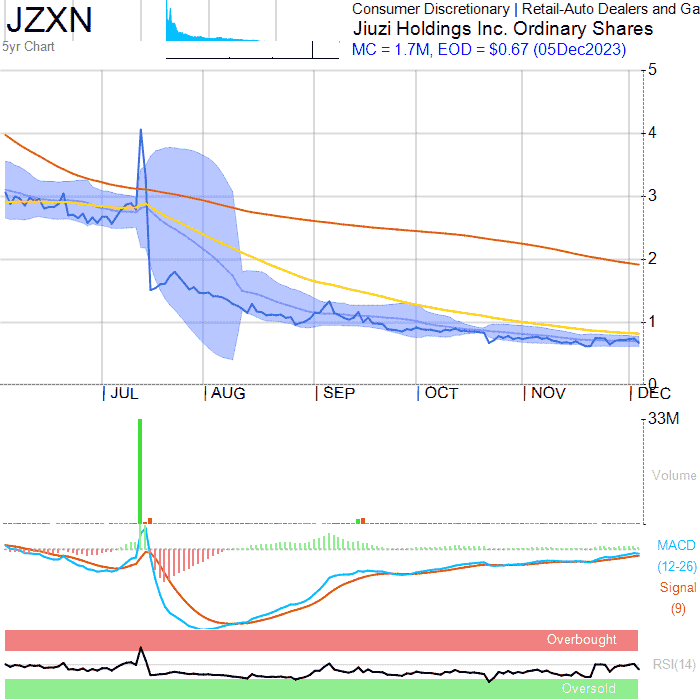 JZXN
5yr Chart
Consumer Discretionary | Retail-Auto Dealers and Ga
Jiuzi Holdings Inc. Ordinary Shares
MC = 1.7M, EOD = $0.67 (05Dec2023)
5
4
3
2
1
0
JUL AUG SEP OCT NOV DEC
33M
Volume
MACD
(12-26)
Signal
(9)
Overbought
RSI(14)
Oversold